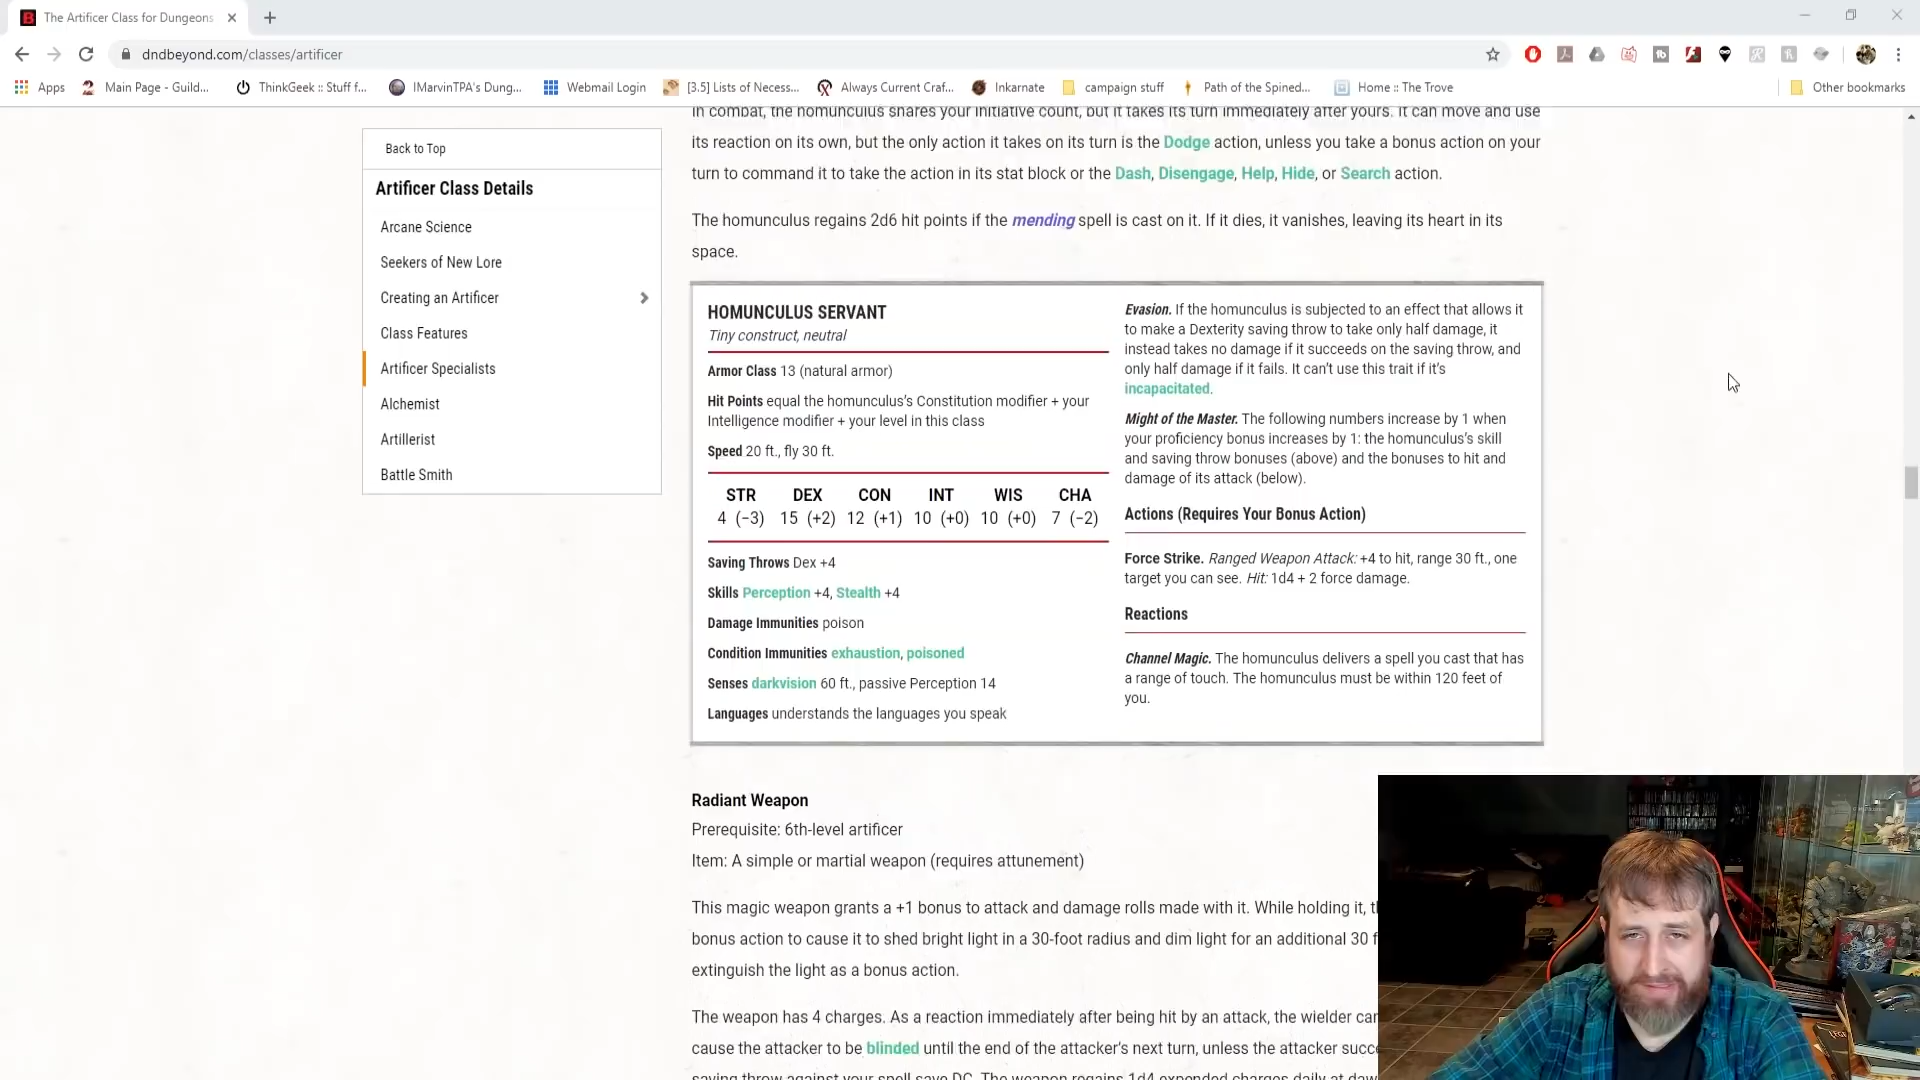 The Artificer Class for Dungeons
dndbeyond.com/classes/artificer
Apps
Main Page - Guild...
ThinkGeek :: Stuff f...
IMarvinTPA's Dung...
Webmail Login
[3.5] Lists of Necess...
Always Current Craf...
Inkarnate
campaign stuff
Path of the Spined...
Home :: The Trove
Other bookmarks
Back to Top
Artificer Class Details
Arcane Science
Seekers of New Lore
Creating an Artificer
Class Features
Artificer Specialists
Alchemist
Artillerist
Battle Smith
In combat, the homunculus shares your initiative count, but it takes its turn immediately after yours. It can move and use
its reaction on its own, but the only action it takes on its turn is the Dodge action, unless you take a bonus action on your
turn to command it to take the action in its stat block or the Dash, Disengage, Help, Hide, or Search action.
The homunculus regains 2d6 hit points if the mending spell is cast on it. If it dies, it vanishes, leaving its heart in its
space.
HOMUNCULUS SERVANT
Tiny construct, neutral
Armor Class 13 (natural armor)
Hit Points equal the homunculus's Constitution modifier + your
Intelligence modifier + your level in this class
Speed 20 ft., fly 30 ft.
STR DEX CON INT WIS CHA
4 (−3) 15 (+2) 12 (+1) 10 (+0) 10 (+0) 7 (−2)
Saving Throws Dex +4
Skills Perception +4, Stealth +4
Damage Immunities poison
Condition Immunities exhaustion, poisoned
Senses darkvision 60 ft., passive Perception 14
Languages understands the languages you speak
Evasion. If the homunculus is subjected to an effect that allows it
to make a Dexterity saving throw to take only half damage, it
instead takes no damage if it succeeds on the saving throw, and
only half damage if it fails. It can't use this trait if it's
incapacitated.
Might of the Master. The following numbers increase by 1 when
your proficiency bonus increases by 1: the homunculus's skill
and saving throw bonuses (above) and the bonuses to hit and
damage of its attack (below).
Actions (Requires Your Bonus Action)
Force Strike. Ranged Weapon Attack: +4 to hit, range 30 ft., one
target you can see. Hit: 1d4 + 2 force damage.
Reactions
Channel Magic. The homunculus delivers a spell you cast that has
a range of touch. The homunculus must be within 120 feet of
you.
Radiant Weapon
Prerequisite: 6th-level artificer
Item: A simple or martial weapon (requires attunement)
This magic weapon grants a +1 bonus to attack and damage rolls made with it. While holding it,
bonus action to cause it to shed bright light in a 30-foot radius and dim light for an additional 30
extinguish the light as a bonus action.
The weapon has 4 charges. As a reaction immediately after being hit by an attack, the wielder can
cause the attacker to be blinded until the end of the attacker's next turn, unless the attacker
saving throw against your spell save DC. The weapon regains 1d4 expended charges daily at